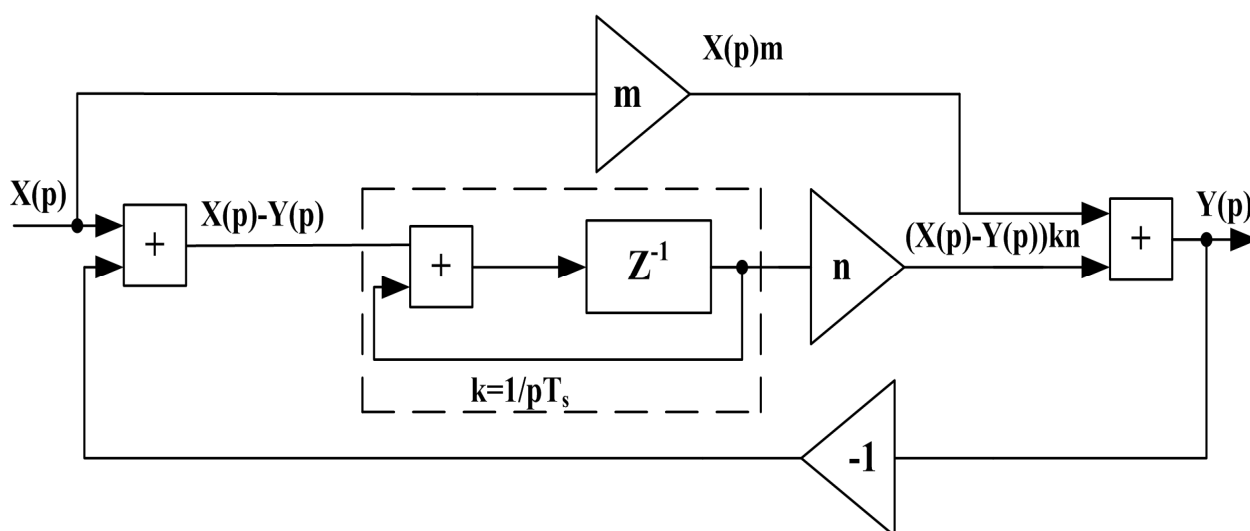 X(p)m
m
X(p)
X(p)-Y(p)
Y(p)
(X(p)-Y(p))kn
+
+
Z⁻¹
n
+
k=1/pTₛ
-1